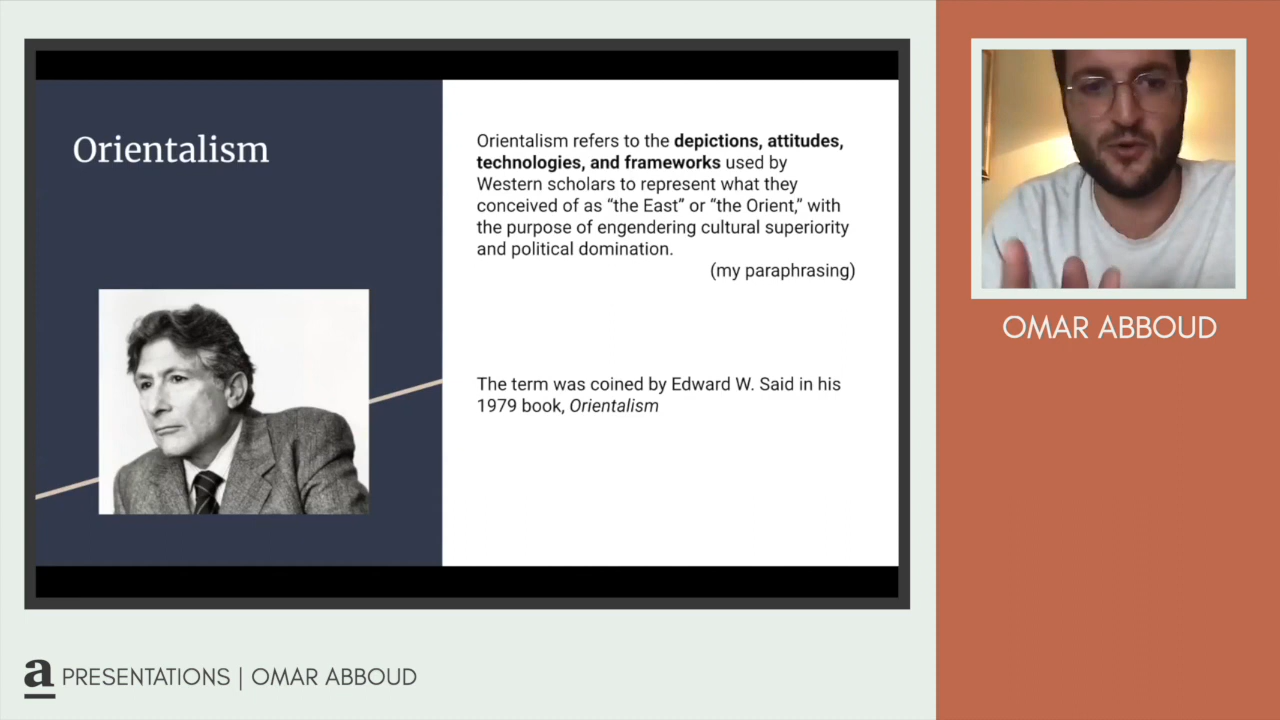 Orientalism
Orientalism refers to the depictions, attitudes,
technologies, and frameworks used by
Western scholars to represent what they
conceived of as “the East” or “the Orient,” with
the purpose of engendering cultural superiority
and political domination.
(my paraphrasing)
The term was coined by Edward W. Said in his
1979 book, Orientalism
OMAR ABBOUD
a PRESENTATIONS | OMAR ABBOUD